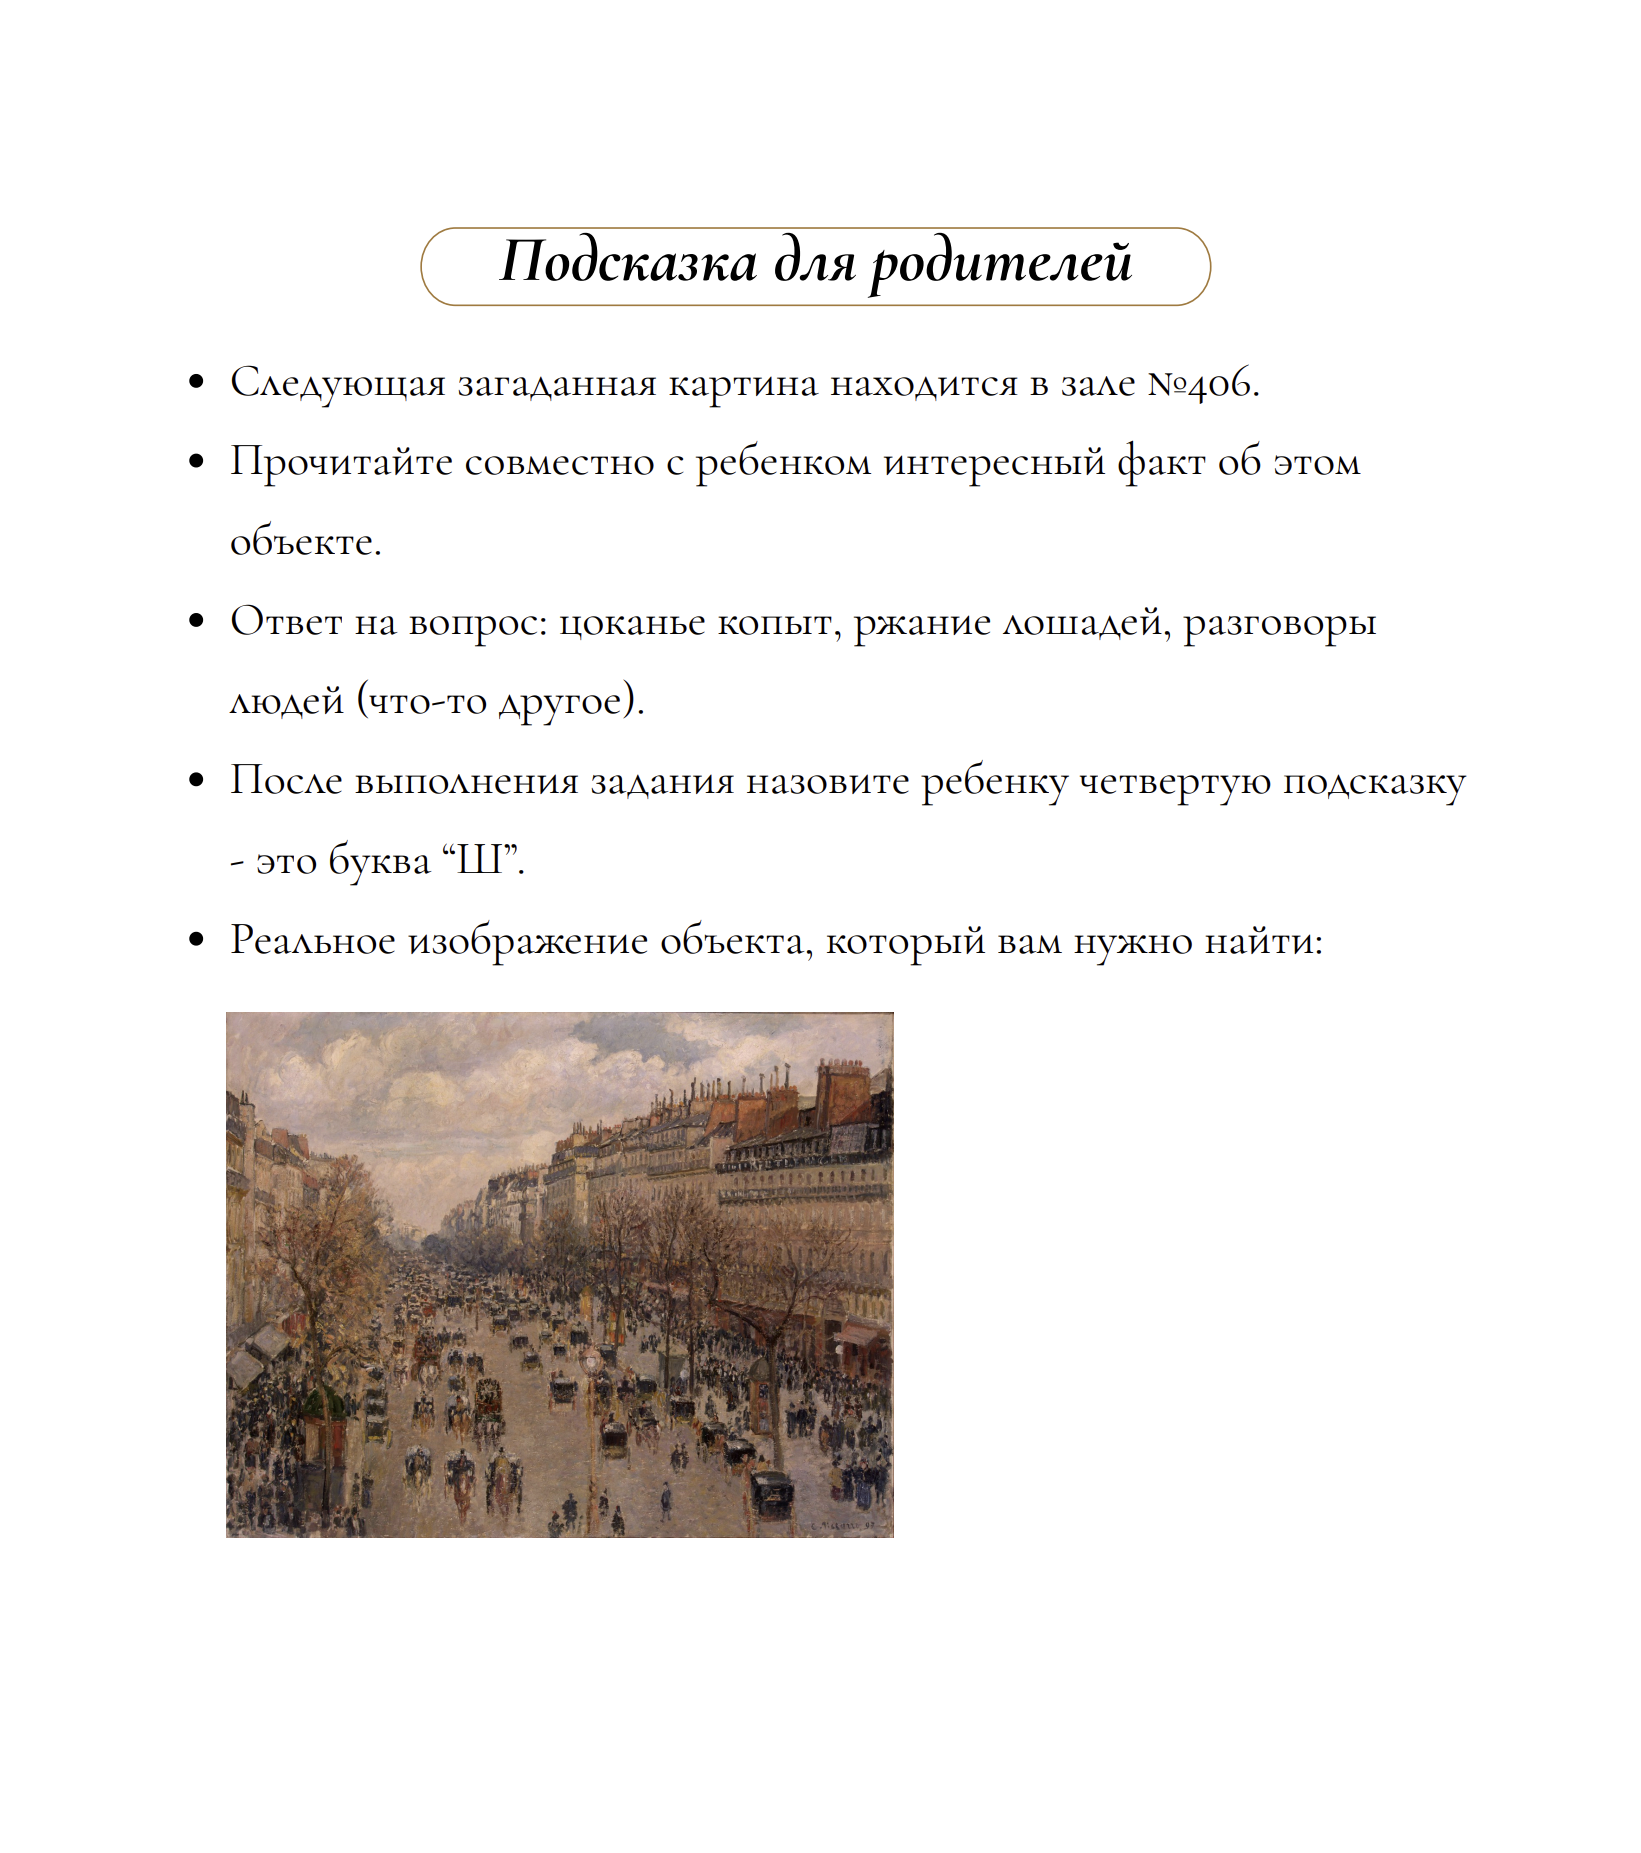 Подсказка для родителей
• Следующая загаданная картина находится в зале №406.
• Прочитайте совместно с ребенком интересный факт об этом
объекте.
• Ответ на вопрос: цоканье копыт, ржание лошадей, разговоры
людей (что-то другое).
• После выполнения задания назовите ребенку четвертую подсказку
- это буква “Ш”.
• Реальное изображение объекта, который вам нужно найти: